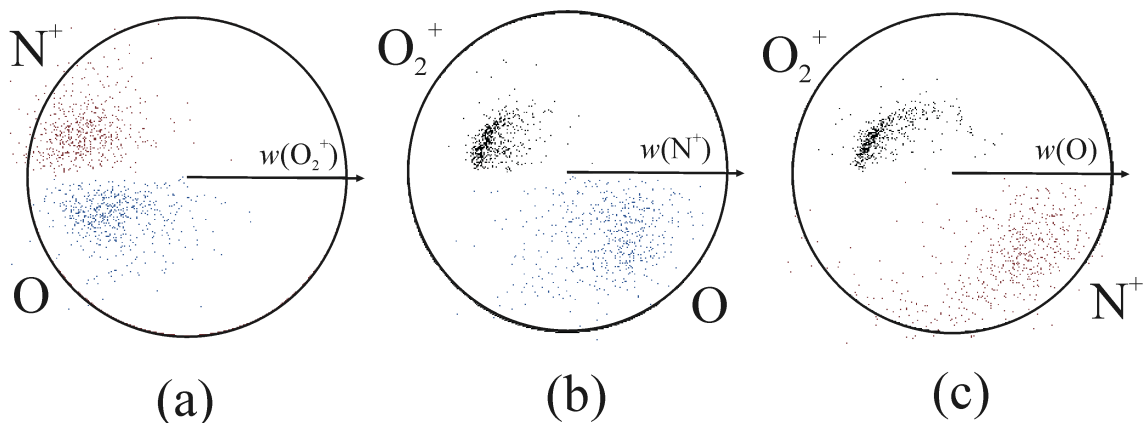 N⁺
w(O₂⁺)
O
(a)
O₂⁺
w(N⁺)
O
(b)
O₂⁺
w(O)
N⁺
(c)